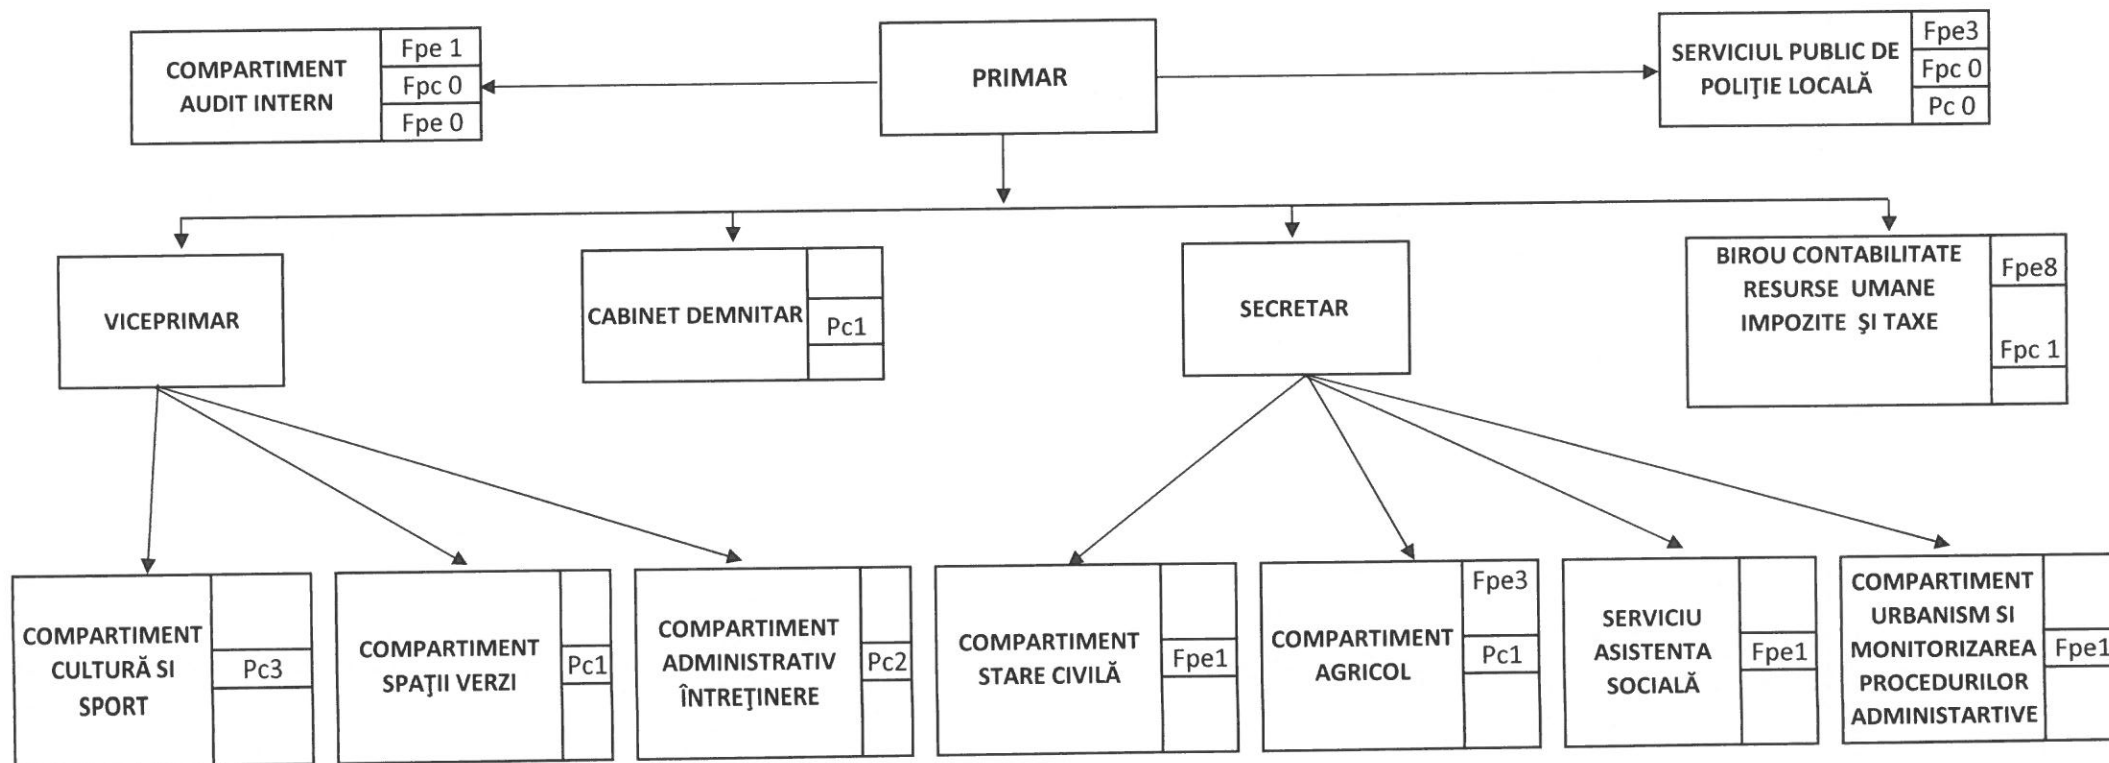 COMPARTIMENT
AUDIT INTERN
Fpe 1
Fpc 0
Fpe 0
PRIMAR
SERVICIUL PUBLIC DE
POLIŢIE LOCALĂ
Fpe3
Fpc 0
Pc 0
VICEPRIMAR
CABINET DEMNITAR
Pc1
SECRETAR
BIROU CONTABILITATE
RESURSE UMANE
IMPOZITE ŞI TAXE
Fpe8
Fpc 1
COMPARTIMENT
CULTURĂ SI
SPORT
Pc3
COMPARTIMENT
SPAŢII VERZI
Pc1
COMPARTIMENT
ADMINISTRATIV
ÎNTREŢINERE
Pc2
COMPARTIMENT
STARE CIVILĂ
Fpe1
COMPARTIMENT
AGRICOL
Fpe3
Pc1
SERVICIU
ASISTENTA
SOCIALĂ
Fpe1
COMPARTIMENT
URBANISM SI
MONITORIZAREA
PROCEDURILOR
ADMINISTARTIVE
Fpe1